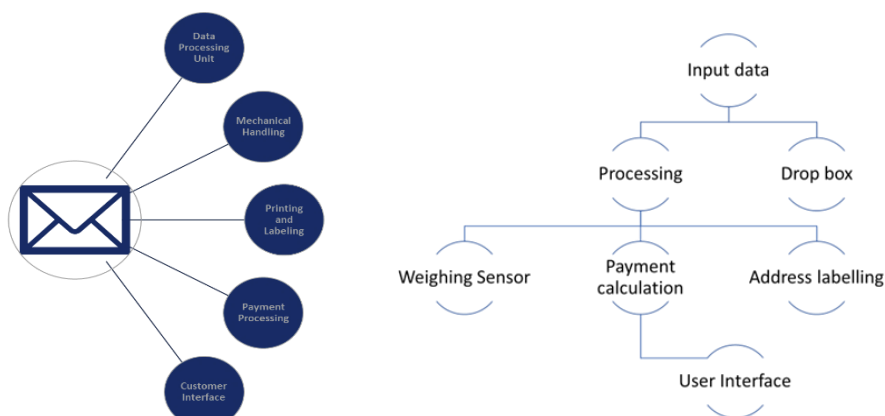 Data
Processing
Unit
Mechanical
Handling
Printing
and
Labeling
Payment
Processing
Customer
Interface
Input data
Processing
Drop box
Weighing Sensor
Payment
calculation
Address labelling
User Interface